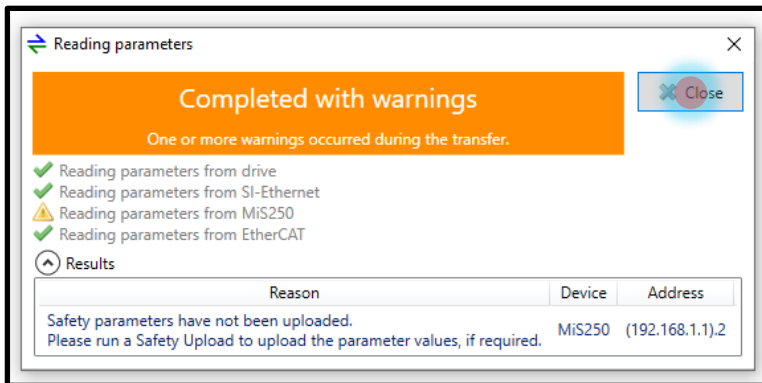 Reading parameters
Completed with warnings
Close
One or more warnings occurred during the transfer.
Reading parameters from drive
Reading parameters from SI-Ethernet
Reading parameters from MiS250
Reading parameters from EtherCAT
Results
Reason Device Address
Safety parameters have not been uploaded.
Please run a Safety Upload to upload the parameter values, if required. MiS250 (192.168.1.1).2